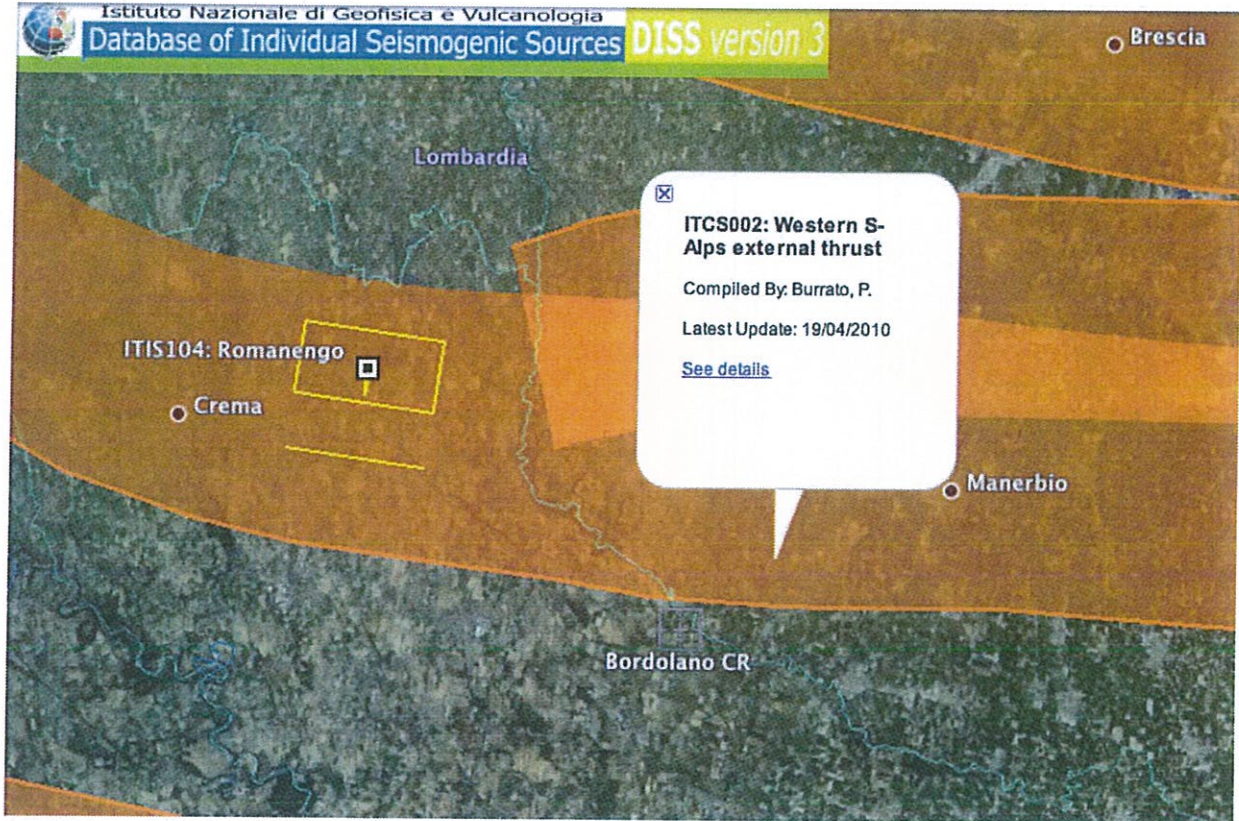 Istituto Nazionale di Geofisica e Vulcanologia
Database of Individual Seismogenic Sources DISS version 3
Brescia
Lombardia
ITCS002: Western S-
Alps external thrust
Compiled By: Burrato, P.
Latest Update: 19/04/2010
See details
ITIS104: Romanengo
Crema
Manerbio
Bordolano CR